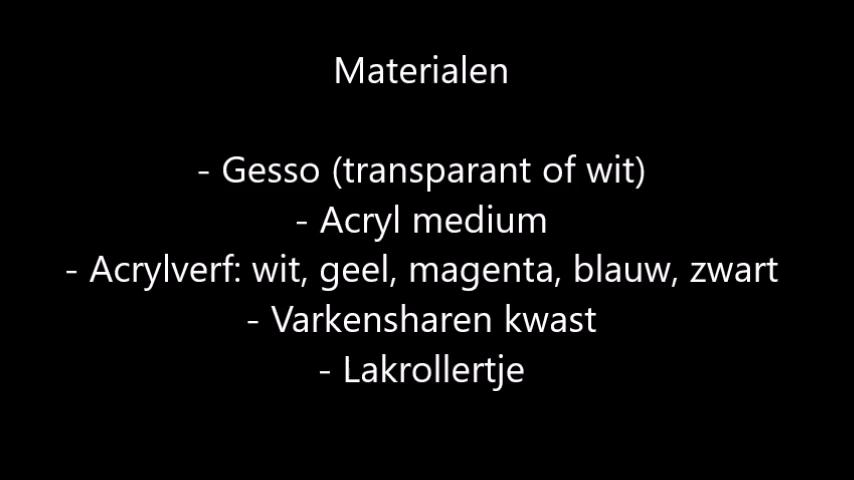 Materialen
- Gesso (transparant of wit)
- Acryl medium
- Acrylverf: wit, geel, magenta, blauw, zwart
- Varkensharen kwast
- Lakrollertje